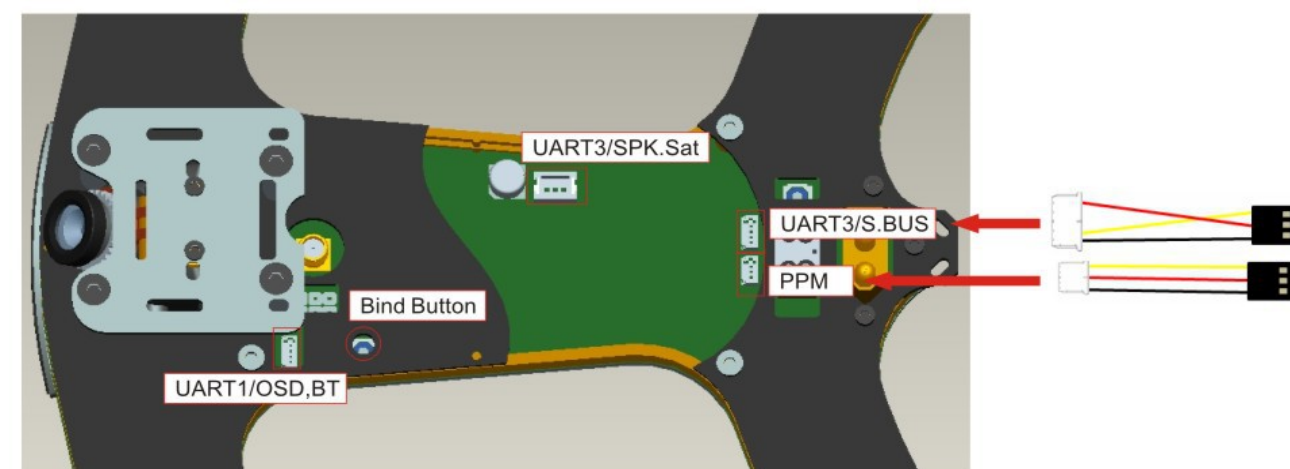 UART3/SPK.Sat
UART3/S.BUS
PPM
Bind Button
UART1/OSD,BT